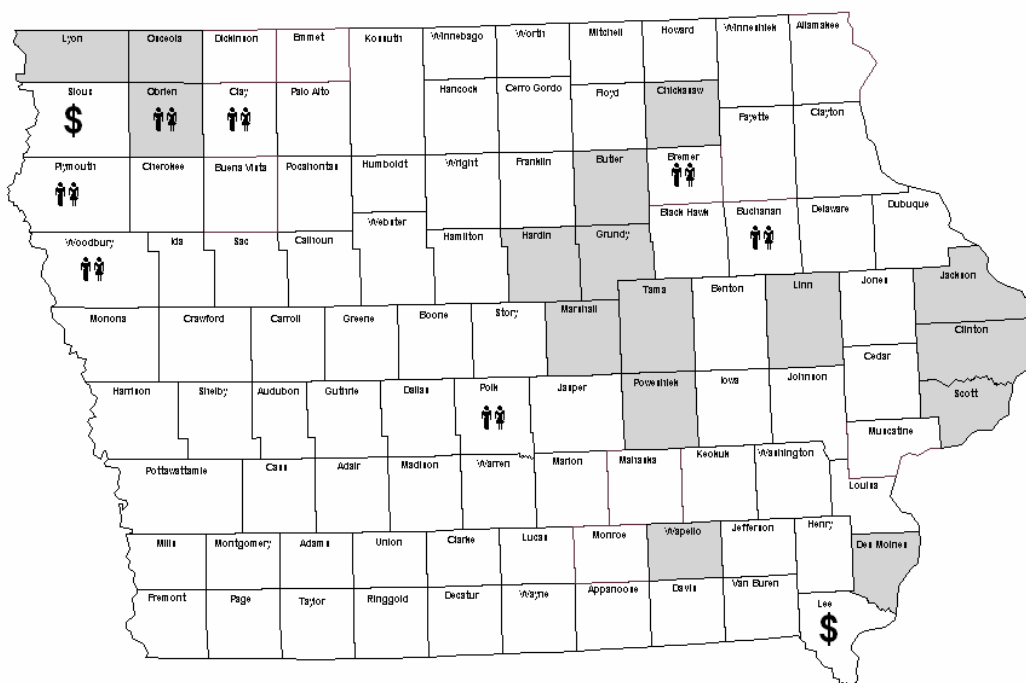 Lyon
Osceola
Dickinson
Emmet
Kossuth
Winnebago
Worth
Mitchell
Howard
Winneshiek
Allamakee
Sioux
Obrien
Clay
Palo Alto
Hancock
Cerro Gordo
Floyd
Chickasaw
Fayette
Clayton
$
Plymouth
Cherokee
Buena Vista
Pocahontas
Humboldt
Wright
Franklin
Butler
Bremer
Woodbury
Ida
Sac
Calhoun
Webster
Hamilton
Hardin
Grundy
Black Hawk
Buchanan
Delaware
Dubuque
Monona
Crawford
Carroll
Greene
Boone
Story
Marshall
Tama
Benton
Linn
Jones
Jackson
Clinton
Cedar
Harrison
Shelby
Audubon
Guthrie
Dallas
Polk
Jasper
Poweshiek
Iowa
Johnson
Scott
Muscatine
Pottawattamie
Cass
Adair
Madison
Warren
Marion
Mahaska
Keokuk
Washington
Louisa
Mills
Montgomery
Adams
Union
Clarke
Lucas
Monroe
Wapello
Jefferson
Henry
Des Moines
Fremont
Page
Taylor
Ringgold
Decatur
Wayne
Appanoose
Davis
Van Buren
Lee
$